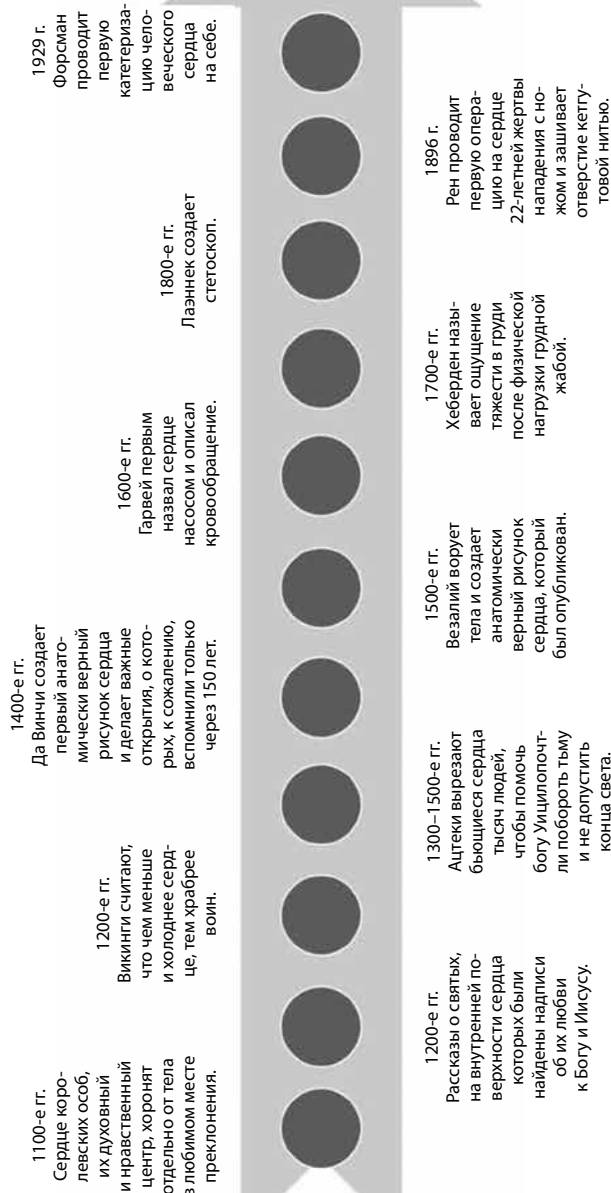 1100-е гг.
Сердце коро-
левских особ,
их духовный
и нравственный
центр, хоронят
отдельно от тела
в любимом месте
преклонения.
1200-е гг.
Рассказы о святых,
на внутренней по-
верхности сердца
которых были
найдены надписи
об их любви
к Богу и Иисусу.
1200-е гг.
Викинги считают,
что чем меньше
и холоднее серд-
це, тем храбрее
воин.
1300–1500-е гг.
Ацтеки вырезают
бьющиеся сердца
тысяч людей,
чтобы помочь
богу Уицилопочт-
ли побороть тьму
и не допустить
конца света.
1400-е гг.
Да Винчи создает
первый анато-
мически верный
рисунок сердца
и делает важные
открытия, о кото-
рых, к сожалению,
вспомнили только
через 150 лет.
1500-е гг.
Везалий ворует
тела и создает
анатомически
верный рисунок
сердца, который
был опубликован.
1600-е гг.
Гарвей первым
назвал сердце
насосом и описал
кровообращение.
1700-е гг.
Хеберден назы-
вает ощущение
тяжести в груди
после физической
нагрузки грудной
жабой.
1800-е гг.
Лаэннек создает
стетоскоп.
1896 г.
Рен проводит
первую опера-
цию на сердце
22-летней жертвы
нападения с но-
жом и зашивает
отверстие кетгу-
товой нитью.
1929 г.
Форсман
проводит
первую
катетериза-
цию чело-
веческого
сердца
на себе.